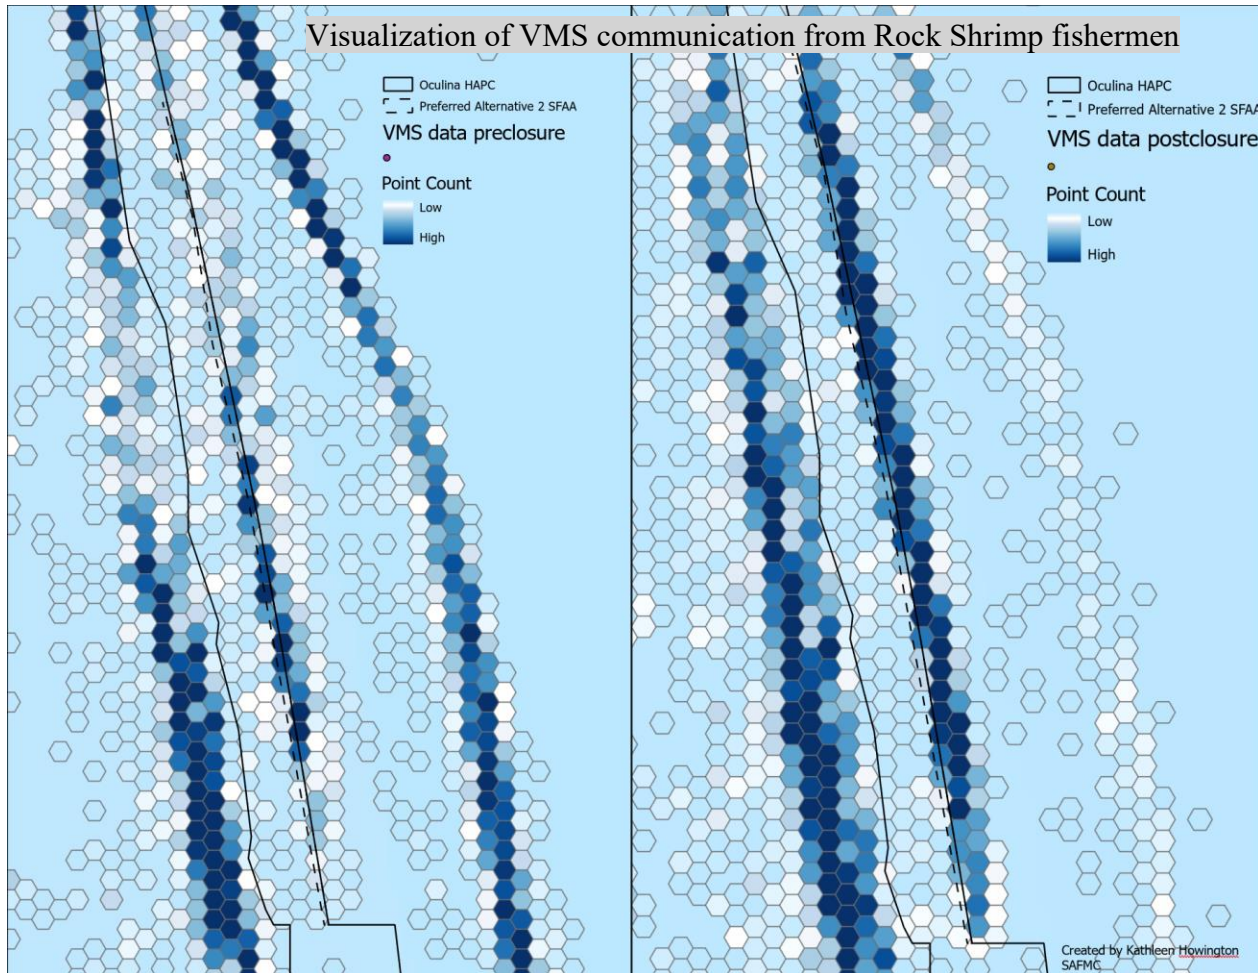 Visualization of VMS communication from Rock Shrimp fishermen
Oculina HAPC
Preferred Alternative 2 SFAA
VMS data preclosure
Point Count
Low
High
Oculina HAPC
Preferred Alternative 2 SFAA
VMS data postclosure
Point Count
Low
High
Created by Kathleen Howington
SAFMC